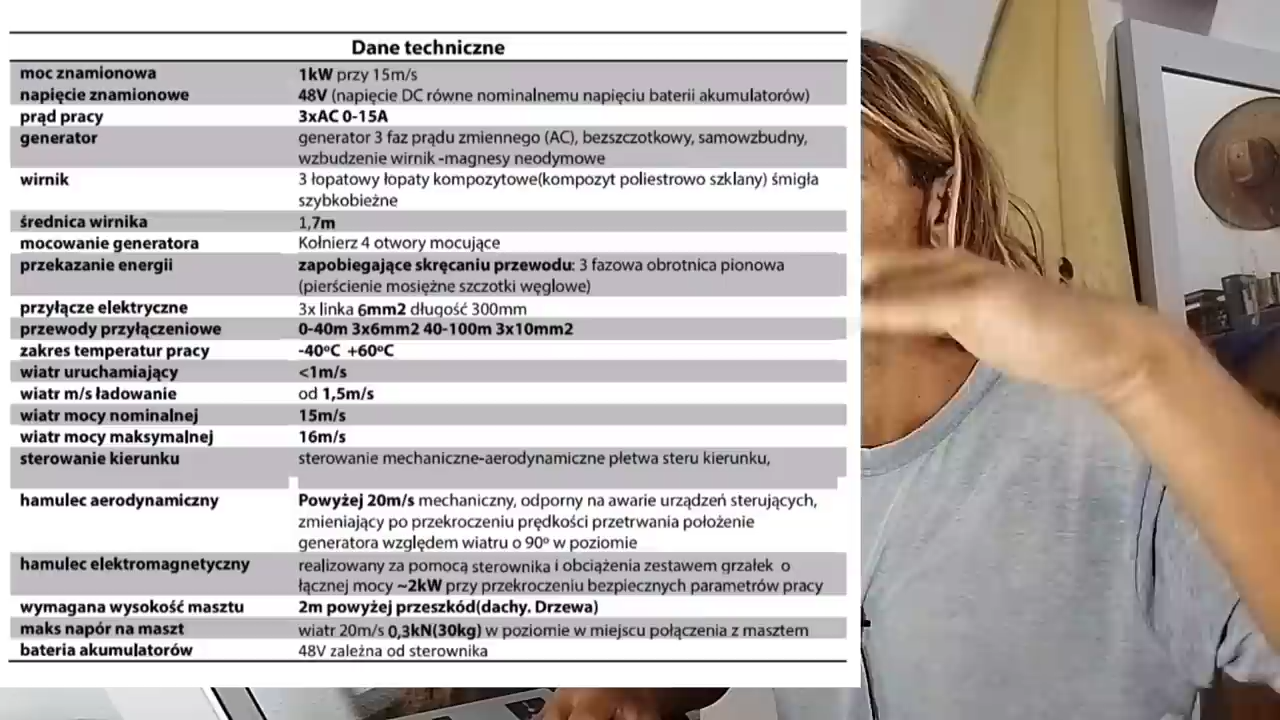 Dane techniczne
moc znamionowa 1kW przy 15m/s
napięcie znamionowe 48V (napięcie DC równe nominalnemu napięciu baterii akumulatorów)
prąd pracy 3xAC 0-15A
generator generator 3 faz prądu zmiennego (AC), bezszczotkowy, samowzbudny,
wzbudzenie wirnik -magnesy neodymowe
wirnik 3 łopatowy łopaty kompozytowe(kompozyt poliestrowo szklany) śmigła
szybkobieżne
średnica wirnika 1,7m
mocowanie generatora Kołnierz 4 otwory mocujące
przekazanie energii zapobiegające skręcaniu przewodu: 3 fazowa obrotnica pionowa
(pierścienie mosiężne szczotki węglowe)
przyłącze elektryczne 3x linka 6mm2 długość 300mm
przewody przyłączeniowe 0-40m 3x6mm2 40-100m 3x10mm2
zakres temperatur pracy -40ºC +60ºC
wiatr uruchamiający <1m/s
wiatr m/s ładowanie od 1,5m/s
wiatr mocy nominalnej 15m/s
wiatr mocy maksymalnej 16m/s
sterowanie kierunku sterowanie mechaniczne-aerodynamiczne płetwa steru kierunku,
hamulec aerodynamiczny Powyżej 20m/s mechaniczny, odporny na awarie urządzeń sterujących,
zmieniający po przekroczeniu prędkości przetrwania położenie
generatora względem wiatru o 90º w poziomie
hamulec elektromagnetyczny realizowany za pomocą sterownika i obciążenia zestawem grzałek o
łącznej mocy ~2kW przy przekroczeniu bezpiecznych parametrów pracy
wymagana wysokość masztu 2m powyżej przeszkód(dachy. Drzewa)
maks napór na maszt wiatr 20m/s 0,3kN(30kg) w poziomie w miejscu połączenia z masztem
bateria akumulatorów 48V zależna od sterownika